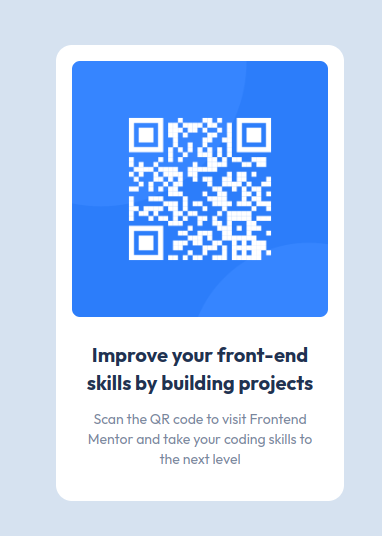 Improve your front-end
skills by building projects
Scan the QR code to visit Frontend
Mentor and take your coding skills to
the next level